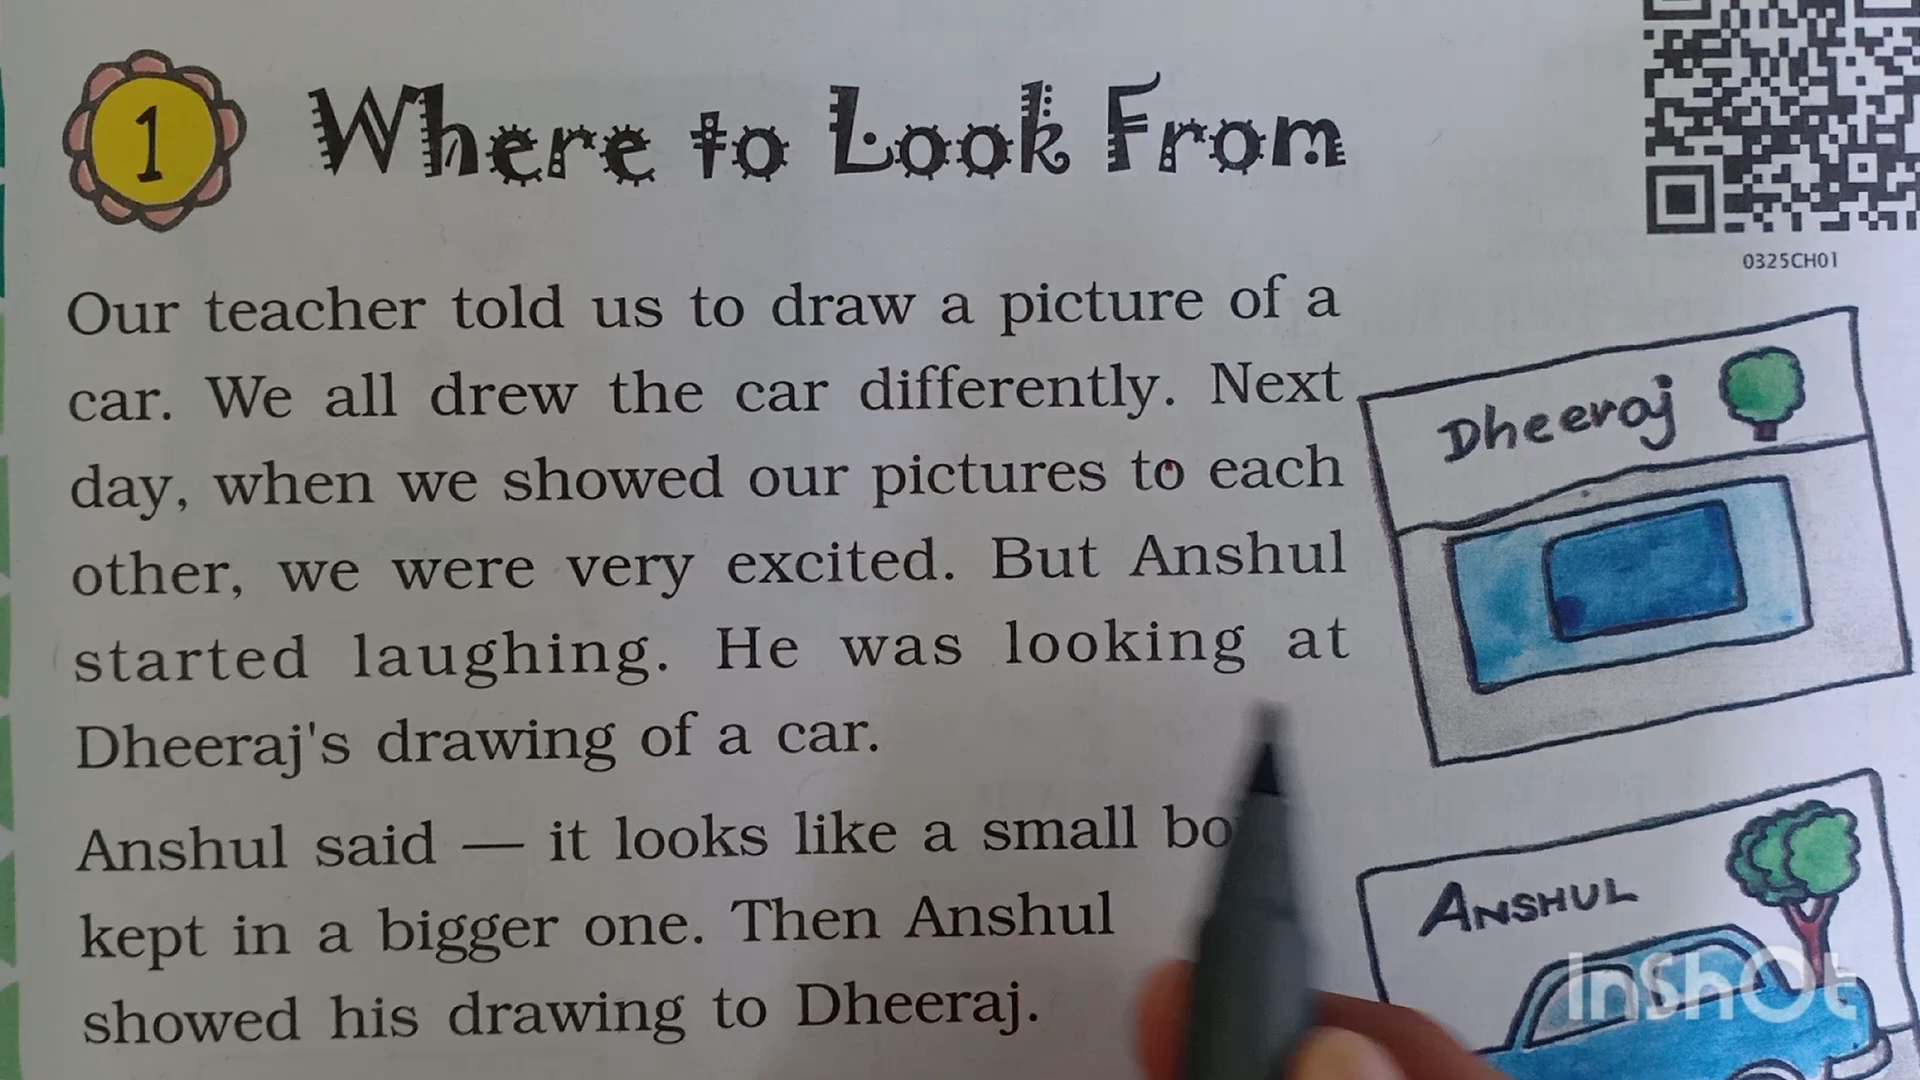 1 Where to Look From
0325CH01
Our teacher told us to draw a picture of a
car. We all drew the car differently. Next
day, when we showed our pictures to each
other, we were very excited. But Anshul
started laughing. He was looking at
Dheeraj's drawing of a car.
Anshul said — it looks like a small
kept in a bigger one. Then Anshul
showed his drawing to Dheeraj.
Dheeraj
ANSHUL
InShOt